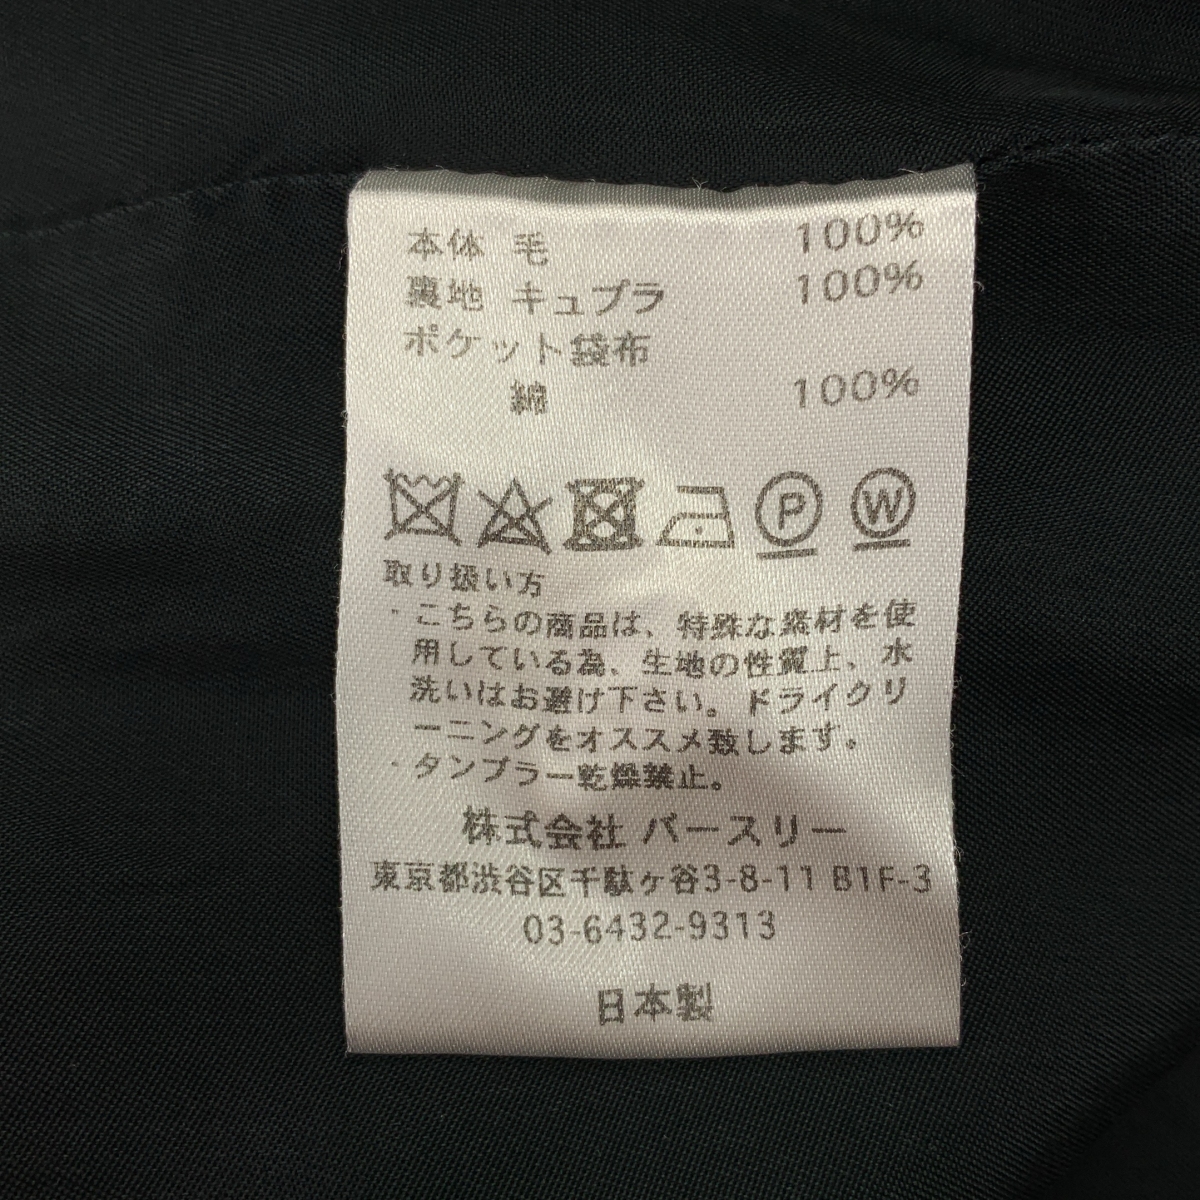 本体 毛 100%
裏地 キュプラ 100%
ポケット袋布
綿 100%
P W
取り扱い方
・こちらの商品は、特殊な素材を使
用している為、生地の性質上、水
洗いはお避け下さい。ドライクリ
ーニングをオススメ致します。
・タンブラー乾燥禁止。
株式会社 バースリー
東京都渋谷区千駄ヶ谷3-8-11 B1F-3
03-6432-9313
日本製